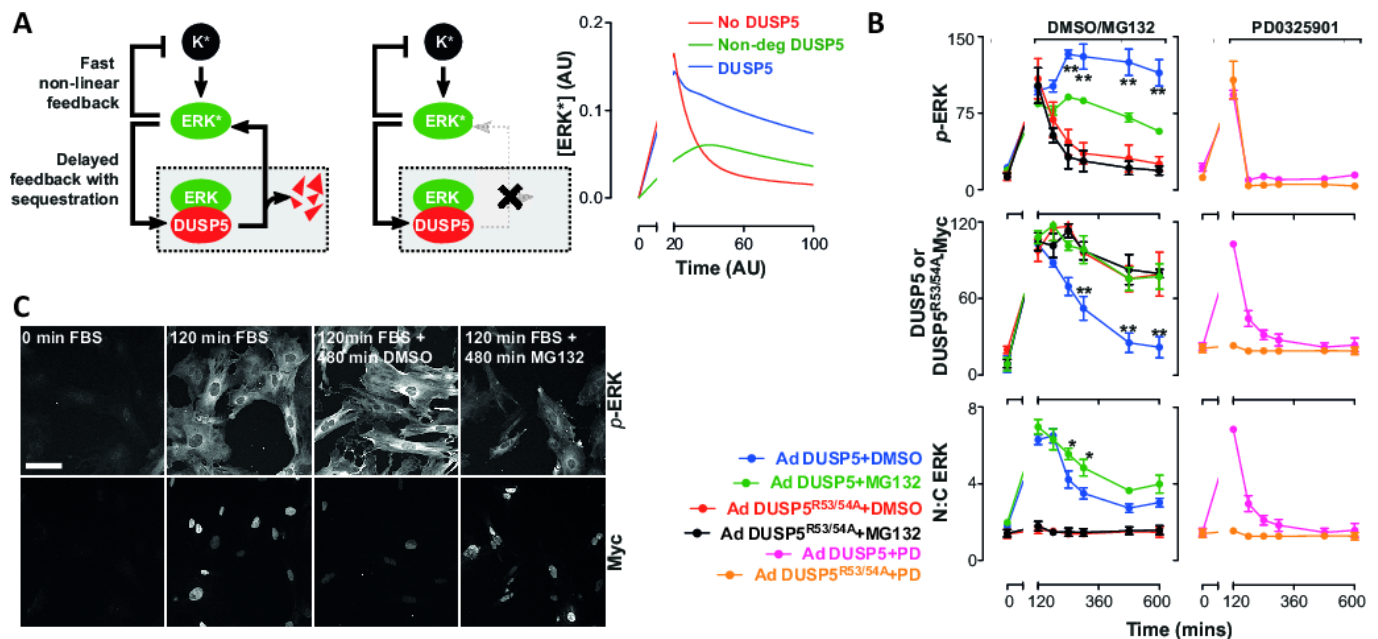 A
K*
Fast
non-linear
feedback
ERK*
Delayed
feedback with
sequestration
ERK
DUSP5
K*
ERK*
ERK
DUSP5
[ERK*] (AU)
0.2
0.1
0.0
No DUSP5
Non-deg DUSP5
DUSP5
0
20
60
100
Time (AU)
B
DMSO/MG132
PD0325901
p-ERK
150
75
0
**
**
**
**
DUSP5 or
DUSP5R53/54A-Myc
120
60
0
**
**
**
N:C ERK
8
4
0
*
*
0
120
360
600
0
120
360
600
Time (mins)
Ad DUSP5+DMSO
Ad DUSP5+MG132
Ad DUSP5R53/54A+DMSO
Ad DUSP5R53/54A+MG132
Ad DUSP5+PD
Ad DUSP5R53/54A+PD
C
0 min FBS
120 min FBS
120min FBS +
480 min DMSO
120 min FBS +
480 min MG132
p-ERK
Myc